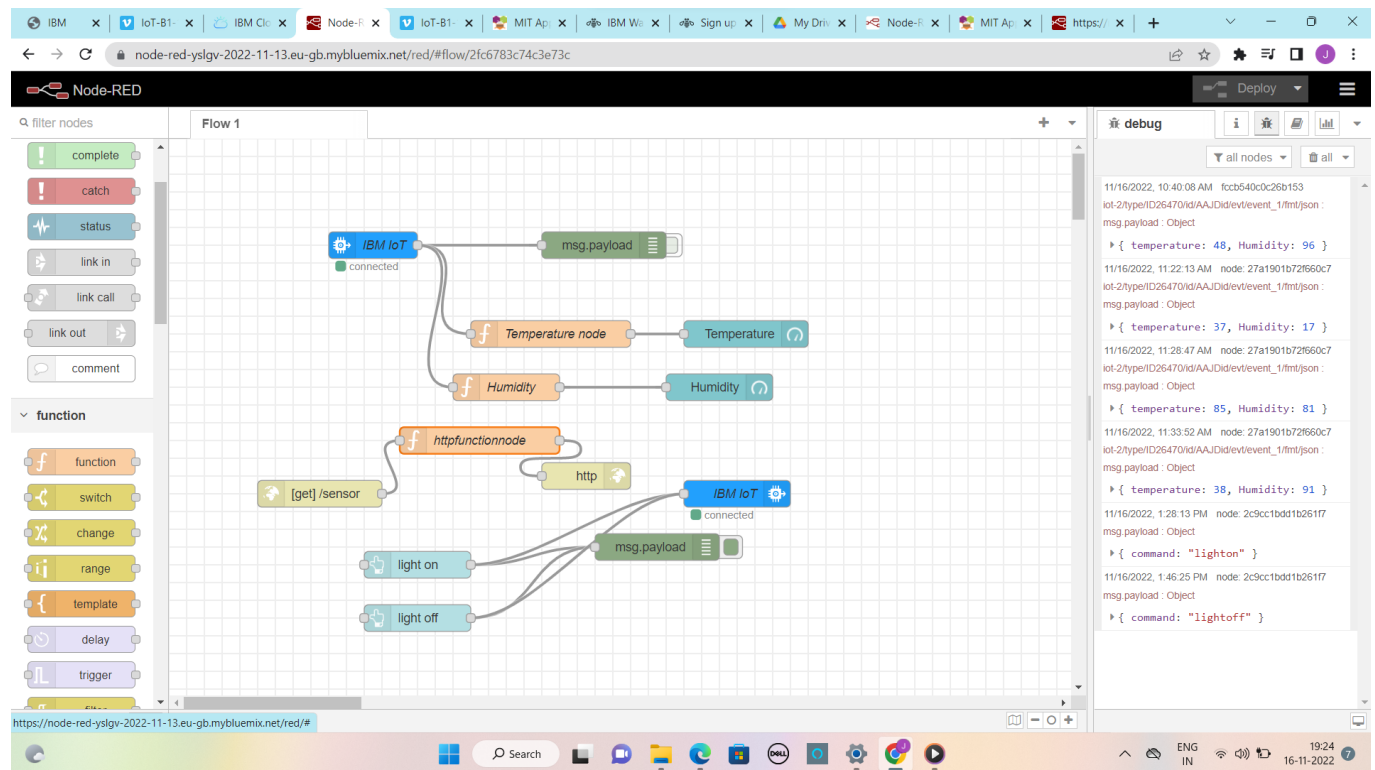 IBM
IoT-B1-
IBM Clo
Node-R
IoT-B1-
MIT Ap
IBM Wa
Sign up
My Driv
Node-R
MIT Ap
https://
node-red-yslgv-2022-11-13.eu-gb.mybluemix.net/red/#flow/2fc6783c74c3e73c
J
Node-RED
Deploy
filter nodes
Flow 1
debug
i
all nodes
all
complete
catch
status
link in
link call
link out
comment
function
function
switch
change
range
template
delay
trigger
IBM IoT
connected
msg.payload
Temperature node
Temperature
Humidity
Humidity
httpfunctionnode
http
[get] /sensor
IBM IoT
connected
msg.payload
light on
light off
11/16/2022, 10:40:08 AM fccb540c0c26b153
iot-2/type/ID26470/id/AAJDid/evt/event_1/fmt/json :
msg.payload : Object
{ temperature: 48, Humidity: 96 }
11/16/2022, 11:22:13 AM node: 27a1901b72f660c7
iot-2/type/ID26470/id/AAJDid/evt/event_1/fmt/json :
msg.payload : Object
{ temperature: 37, Humidity: 17 }
11/16/2022, 11:28:47 AM node: 27a1901b72f660c7
iot-2/type/ID26470/id/AAJDid/evt/event_1/fmt/json :
msg.payload : Object
{ temperature: 85, Humidity: 81 }
11/16/2022, 11:33:52 AM node: 27a1901b72f660c7
iot-2/type/ID26470/id/AAJDid/evt/event_1/fmt/json :
msg.payload : Object
{ temperature: 38, Humidity: 91 }
11/16/2022, 1:28:13 PM node: 2c9cc1bdd1b261f7
msg.payload : Object
{ command: "lighton" }
11/16/2022, 1:46:25 PM node: 2c9cc1bdd1b261f7
msg.payload : Object
{ command: "lightoff" }
https://node-red-yslgv-2022-11-13.eu-gb.mybluemix.net/red/#
Search
DELL
J
ENG
IN
19:24
16-11-2022
7